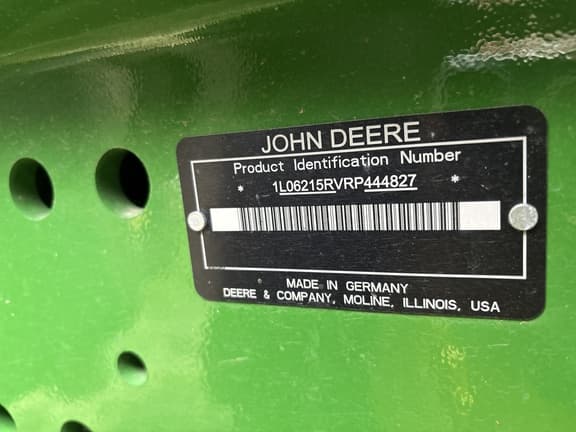 JOHN DEERE
Product Identification Number
* 1L06215RVRP444827 *
MADE IN GERMANY
DEERE & COMPANY, MOLINE, ILLINOIS, USA